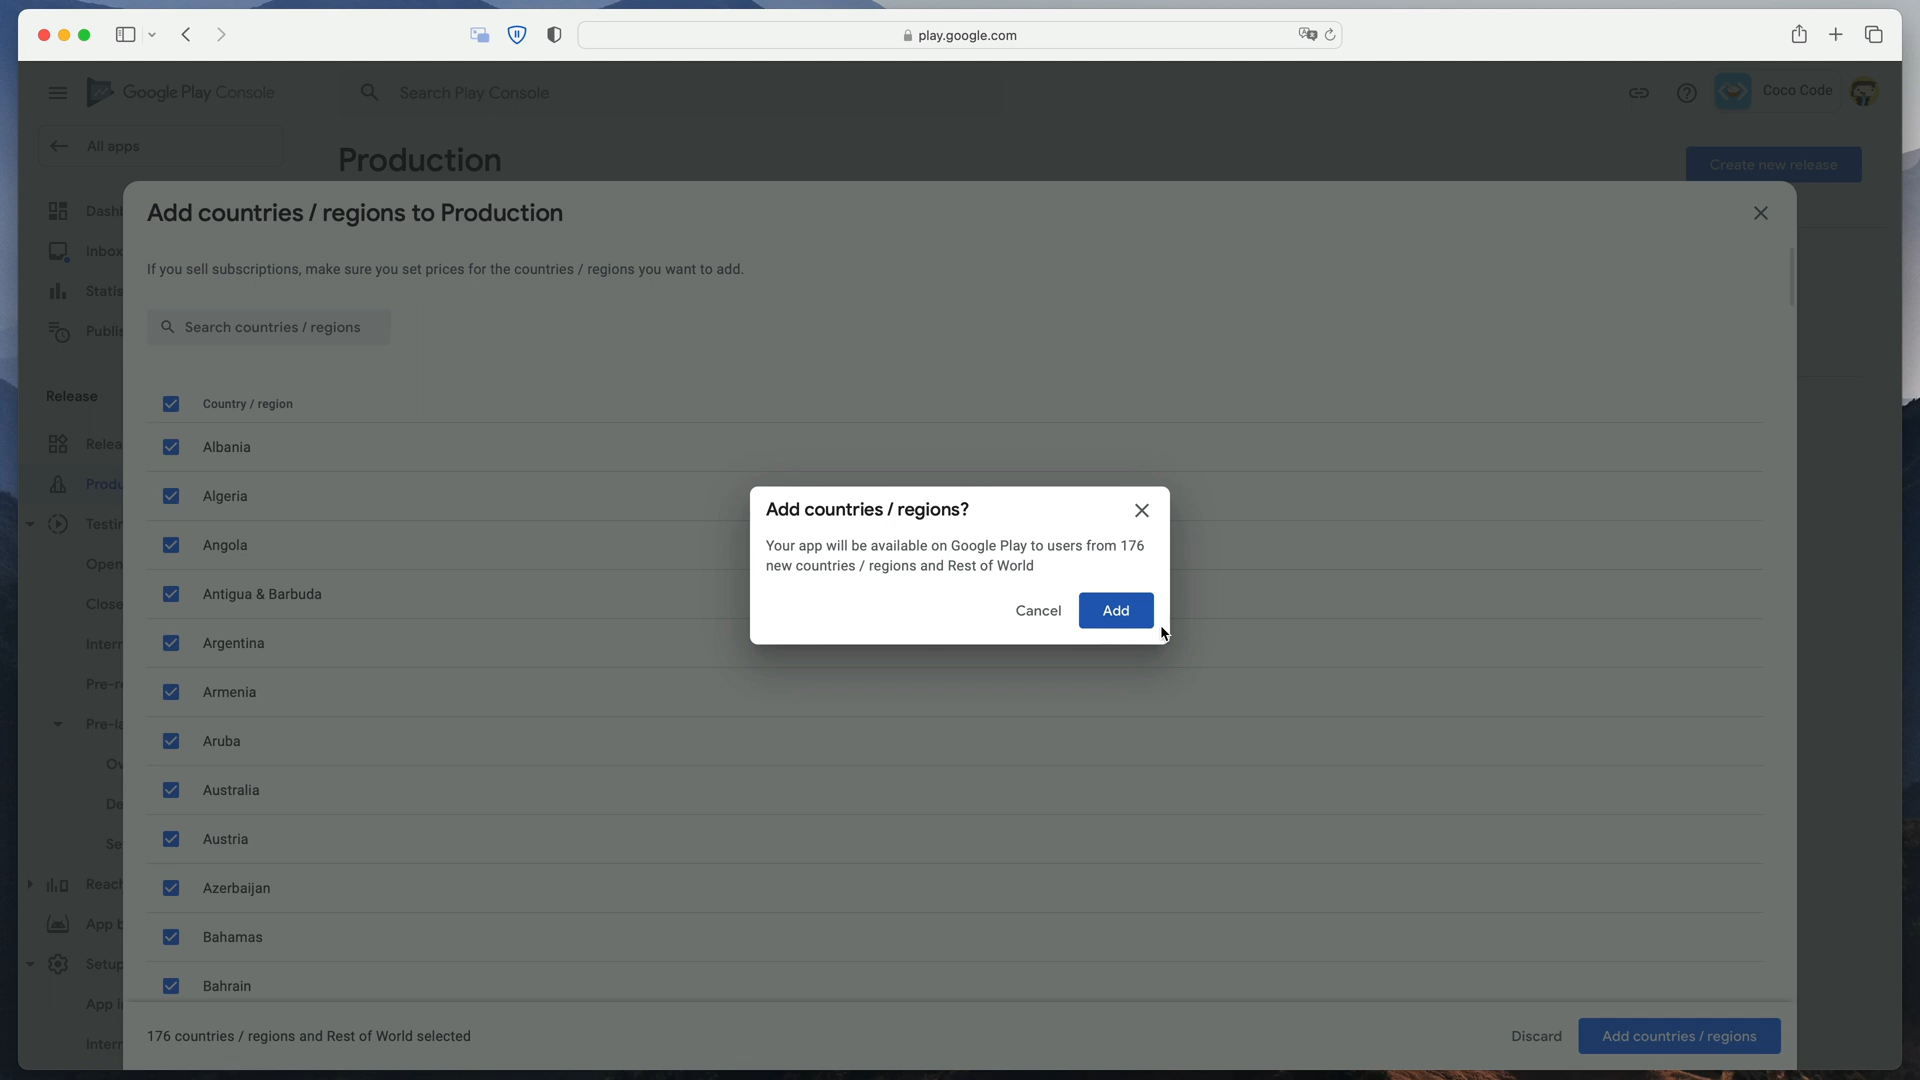 play.google.com
Google Play Console
Search Play Console
Coco Code
All apps
Production
Create new release
Add countries / regions to Production
If you sell subscriptions, make sure you set prices for the countries / regions you want to add.
Search countries / regions
Country / region
Albania
Algeria
Angola
Antigua & Barbuda
Argentina
Armenia
Aruba
Australia
Austria
Azerbaijan
Bahamas
Bahrain
176 countries / regions and Rest of World selected
Discard
Add countries / regions
Add countries / regions?
Your app will be available on Google Play to users from 176
new countries / regions and Rest of World
Cancel
Add
Inbox
Release
Open
Setup